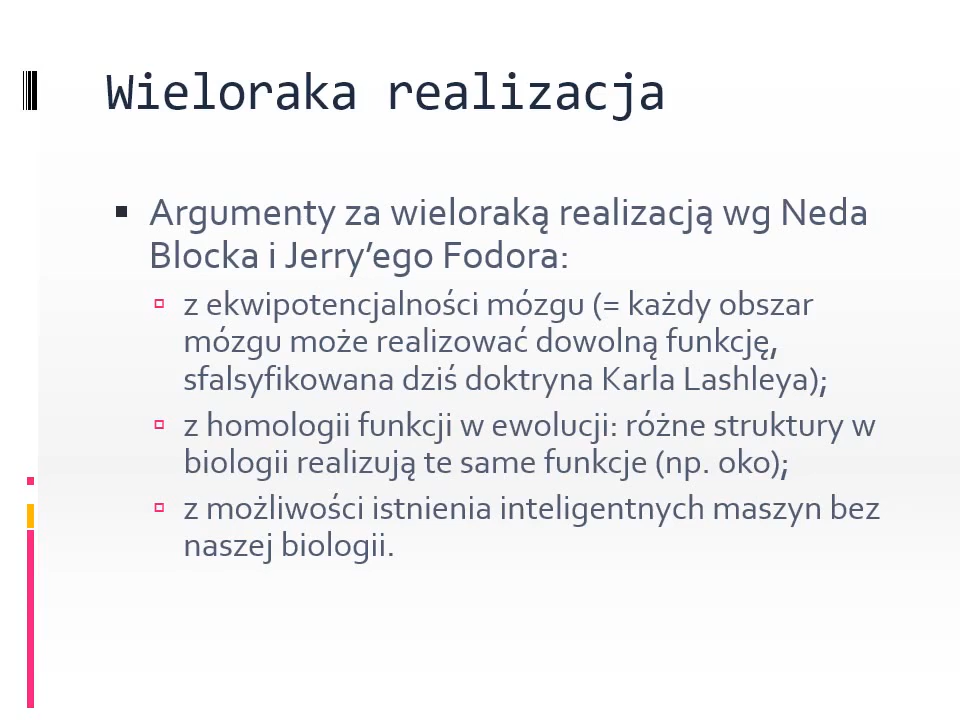 Wieloraka realizacja
Argumenty za wieloraką realizacją wg Neda
Blocka i Jerry’ego Fodora:
z ekwipotencjalności mózgu (= każdy obszar
mózgu może realizować dowolną funkcję,
sfalsyfikowana dziś doktryna Karla Lashleya);
z homologii funkcji w ewolucji: różne struktury w
biologii realizują te same funkcje (np. oko);
z możliwości istnienia inteligentnych maszyn bez
naszej biologii.